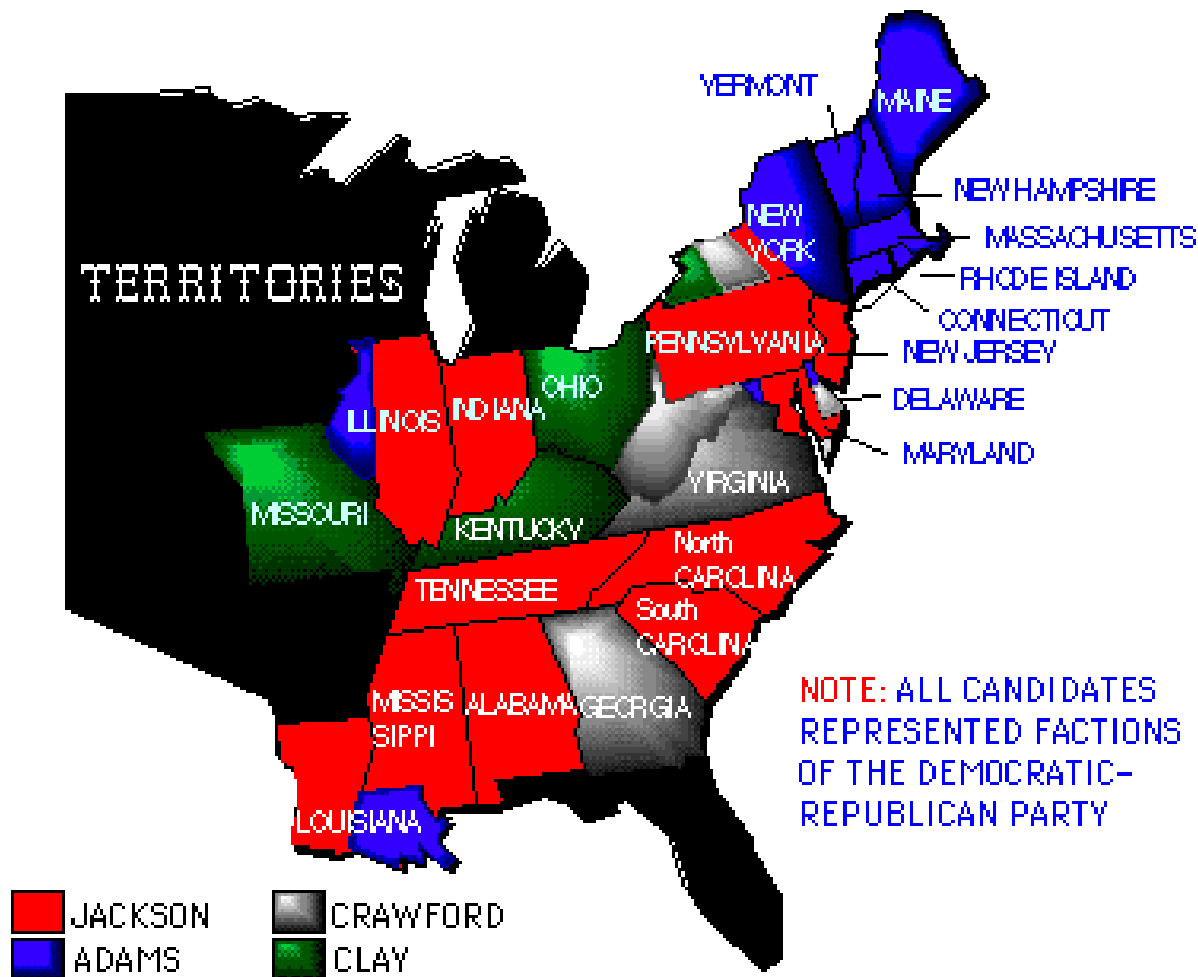 VERMONT
MAINE
NEW HAMPSHIRE
NEW
YORK
MASSACHUSETTS
RHODE ISLAND
TERRITORIES
CONNECTICUT
PENNSYLVANIA
NEW JERSEY
OHIO
DELAWARE
INDIANA
ILLINOIS
MARYLAND
VIRGINIA
MISSOURI
KENTUCKY
North
CAROLINA
TENNESSEE
South
CAROLINA
MISSIS
SIPPI
ALABAMA
GEORGIA
LOUISIANA
NOTE: ALL CANDIDATES
REPRESENTED FACTIONS
OF THE DEMOCRATIC-
REPUBLICAN PARTY
JACKSON
CRAWFORD
ADAMS
CLAY